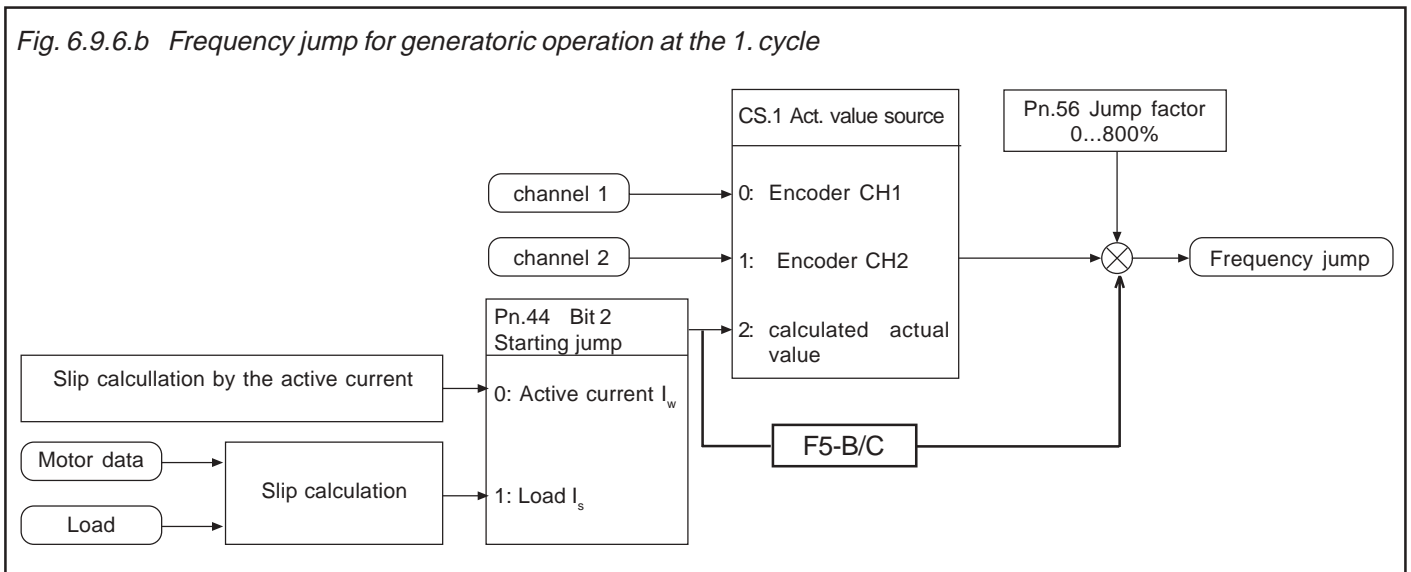 Fig. 6.9.6.b Frequency jump for generatoric operation at the 1. cycle
CS.1 Act. value source
Pn.56 Jump factor
0...800%
channel 1
0: Encoder CH1
channel 2
1: Encoder CH2
Frequency jump
Pn.44 Bit 2
Starting jump
2: calculated actual
value
Slip calcullation by the active current
0: Active current Iw
F5-B/C
Motor data
Slip calculation
1: Load Is
Load